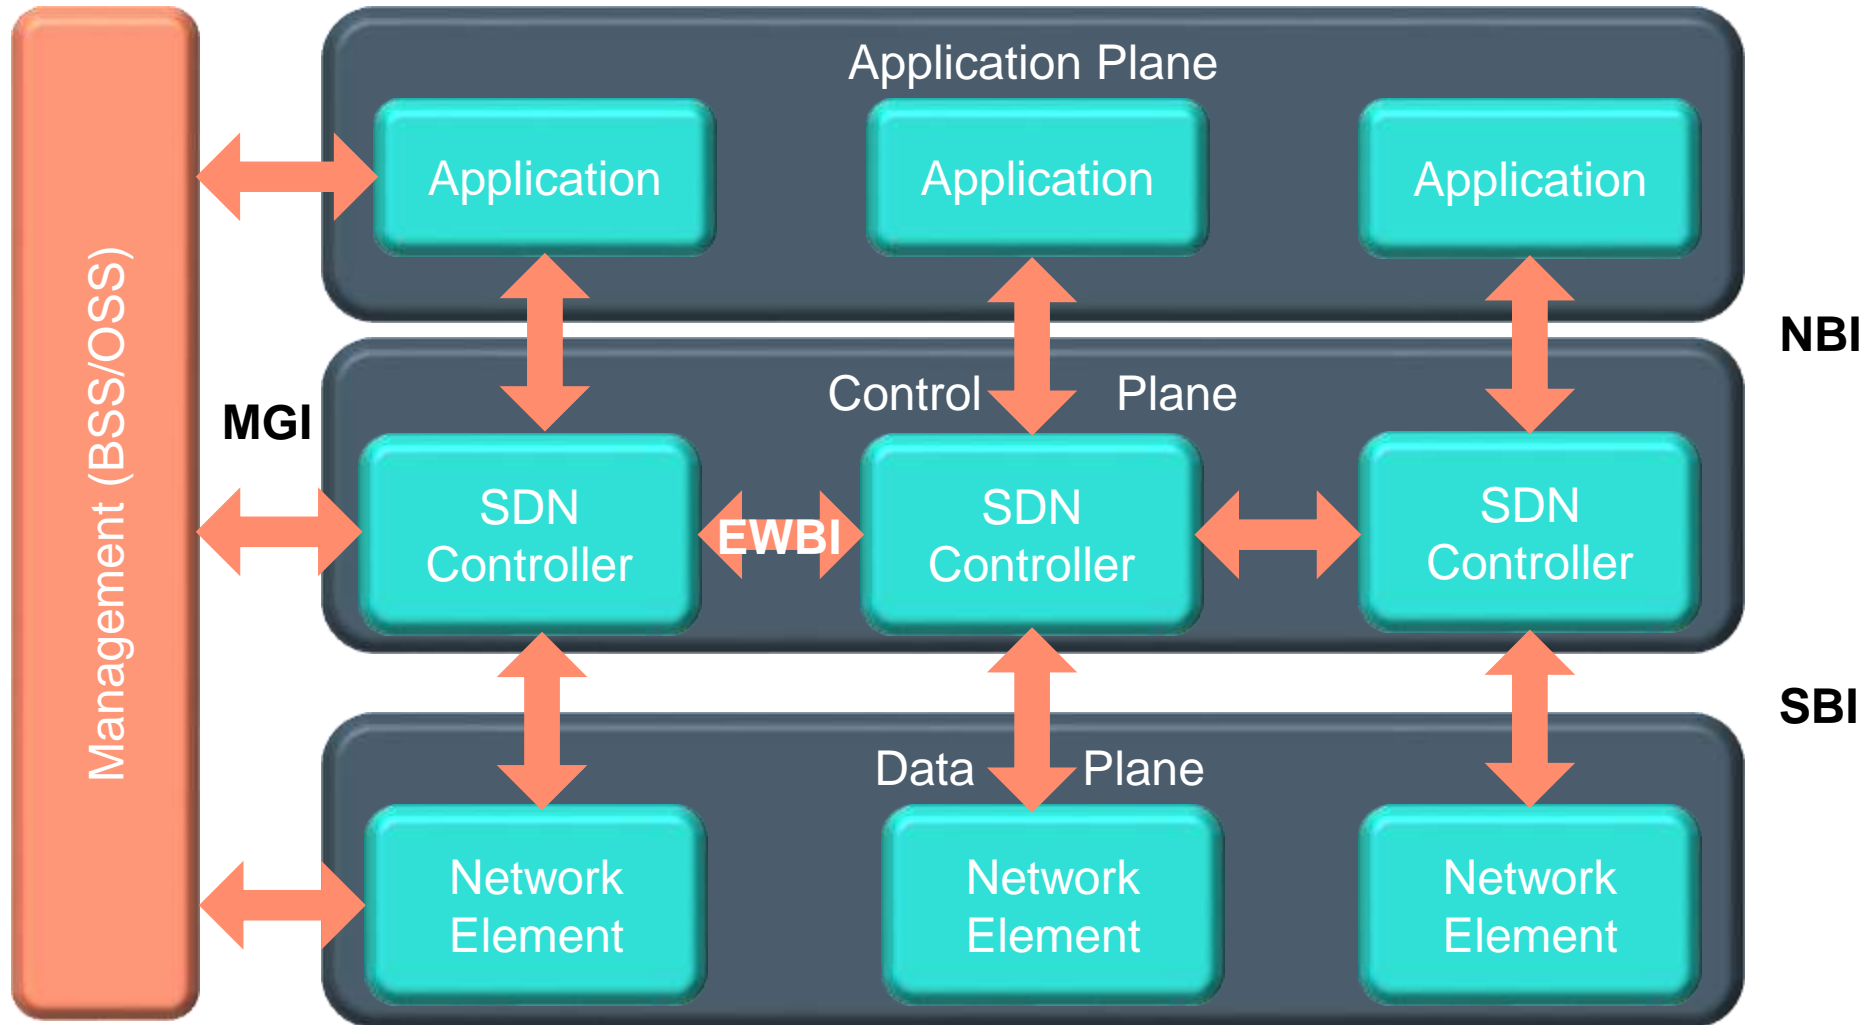 Management (BSS/OSS)
Application Plane
Application
Application
Application
NBI
MGI
Control Plane
SDN
Controller
EWBI
SDN
Controller
SDN
Controller
SBI
Data Plane
Network
Element
Network
Element
Network
Element